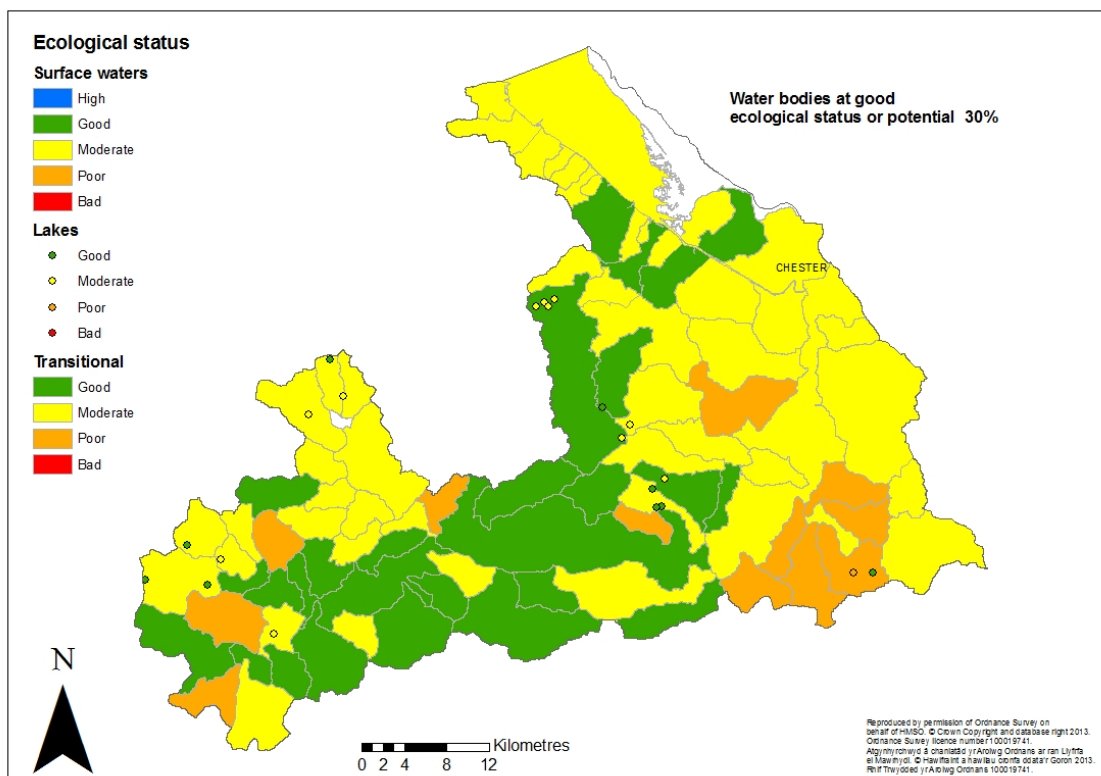 Ecological status
Surface waters
High
Good
Moderate
Poor
Bad
Lakes
Good
Moderate
Poor
Bad
Transitional
Good
Moderate
Poor
Bad
Water bodies at good
ecological status or potential 30%
CHESTER
N
Kilometres
0 2 4 8 12
Reproduced by permission of Ordnance Survey on
behalf of HMSO. © Crown Copyright and database right 2013.
Ordnance Survey licence number 100019741.
Atgynhyrchwyd â chaniatâd yr Arolwg Ordnans ar ran Llyfrfa
ei Mawrhydi. © Hawlfraint a hawliau cronfa ddata'r Goron 2013.
Rhif Trwydded yr Arolwg Ordnans 100019741.